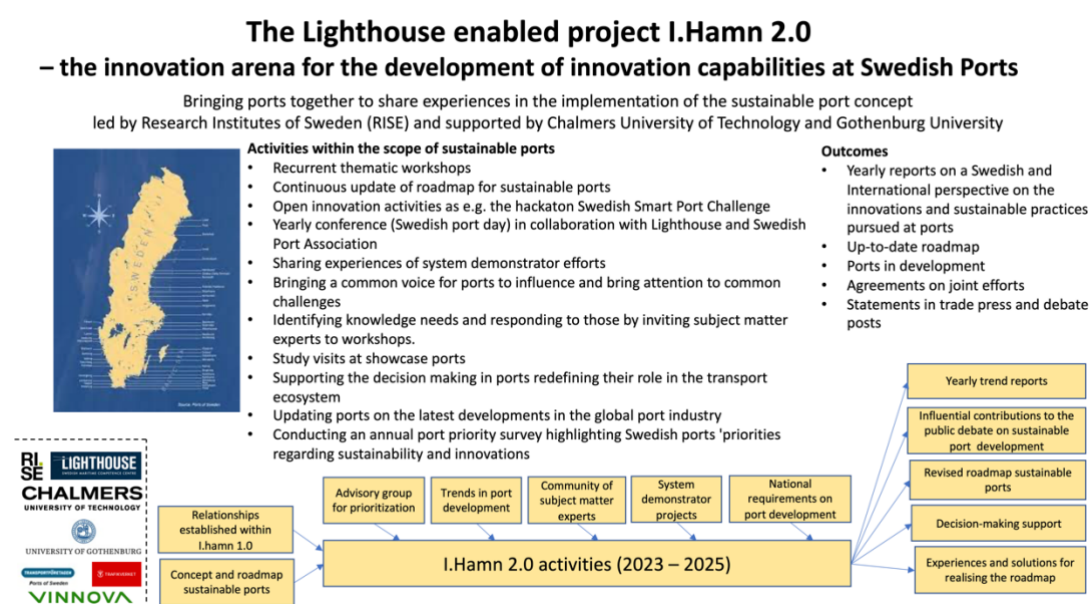 The Lighthouse enabled project I.Hamn 2.0
– the innovation arena for the development of innovation capabilities at Swedish Ports
Bringing ports together to share experiences in the implementation of the sustainable port concept
led by Research Institutes of Sweden (RISE) and supported by Chalmers University of Technology and Gothenburg University
SWEDEN
Source: Ports of Sweden
Activities within the scope of sustainable ports
• Recurrent thematic workshops
• Continuous update of roadmap for sustainable ports
• Open innovation activities as e.g. the hackaton Swedish Smart Port Challenge
• Yearly conference (Swedish port day) in collaboration with Lighthouse and Swedish
Port Association
• Sharing experiences of system demonstrator efforts
• Bringing a common voice for ports to influence and bring attention to common
challenges
• Identifying knowledge needs and responding to those by inviting subject matter
experts to workshops.
• Study visits at showcase ports
• Supporting the decision making in ports redefining their role in the transport
ecosystem
• Updating ports on the latest developments in the global port industry
• Conducting an annual port priority survey highlighting Swedish ports 'priorities
regarding sustainability and innovations
Outcomes
• Yearly reports on a Swedish and
International perspective on the
innovations and sustainable practices
pursued at ports
• Up-to-date roadmap
• Ports in development
• Agreements on joint efforts
• Statements in trade press and debate
posts
RI.
SE
LIGHTHOUSE
CHALMERS
UNIVERSITY OF TECHNOLOGY
UNIVERSITY OF GOTHENBURG
TRANSPORTFÖRETAGEN
Ports of Sweden
TRAFIKVERKET
VINNOVA
Relationships
established within
I.hamn 1.0
Concept and roadmap
sustainable ports
Advisory group
for prioritization
Trends in port
development
Community of
subject matter
experts
System
demonstrator
projects
National
requirements on
port development
I.Hamn 2.0 activities (2023 – 2025)
Yearly trend reports
Influential contributions to the
public debate on sustainable
port development
Revised roadmap sustainable
ports
Decision-making support
Experiences and solutions for
realising the roadmap